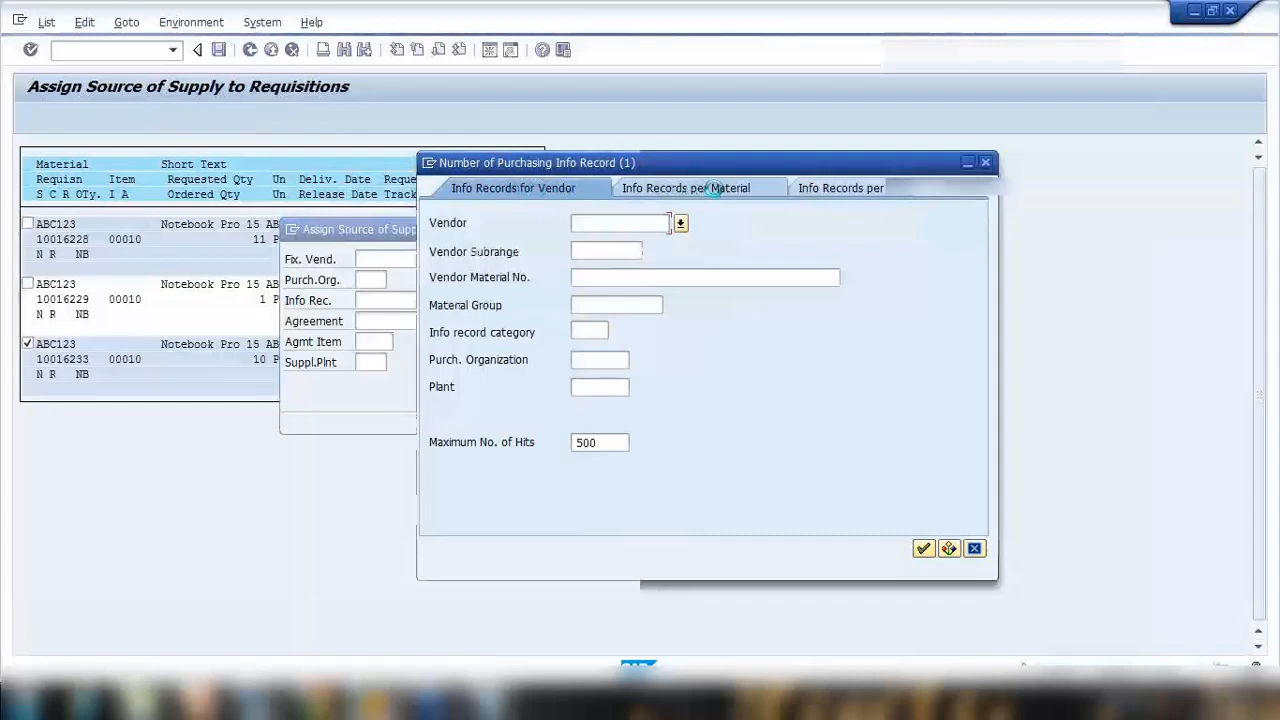 List Edit Goto Environment System Help
Assign Source of Supply to Requisitions
Material Short Text
Requisn Item Requested Qty Un Deliv. Date Reque
S C R OTy. I A Ordered Qty Un Release Date Track
ABC123 Notebook Pro 15 AB
10016228 00010 11 P
N R NB
ABC123 Notebook Pro 15 AB
10016229 00010 1 P
N R NB
ABC123 Notebook Pro 15 AB
10016233 00010 10 P
N R NB
Assign Source of Supp
Fix. Vend.
Purch.Org.
Info Rec.
Agreement
Agmt Item
Suppl.Plnt
Number of Purchasing Info Record (1)
Info Records for Vendor Info Records per Material Info Records per
Vendor
Vendor Subrange
Vendor Material No.
Material Group
Info record category
Purch. Organization
Plant
Maximum No. of Hits 500
SAP